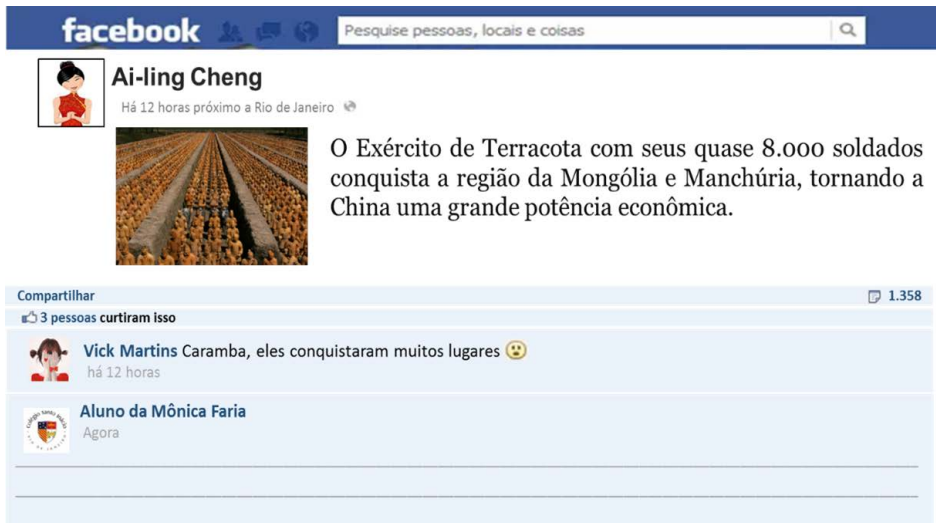 facebook
Pesquise pessoas, locais e coisas
Ai-ling Cheng
Há 12 horas próximo a Rio de Janeiro
O Exército de Terracota com seus quase 8.000 soldados
conquista a região da Mongólia e Manchúria, tornando a
China uma grande potência econômica.
Compartilhar 1.358
3 pessoas curtiram isso
Vick Martins Caramba, eles conquistaram muitos lugares
há 12 horas
Aluno da Mônica Faria
Agora